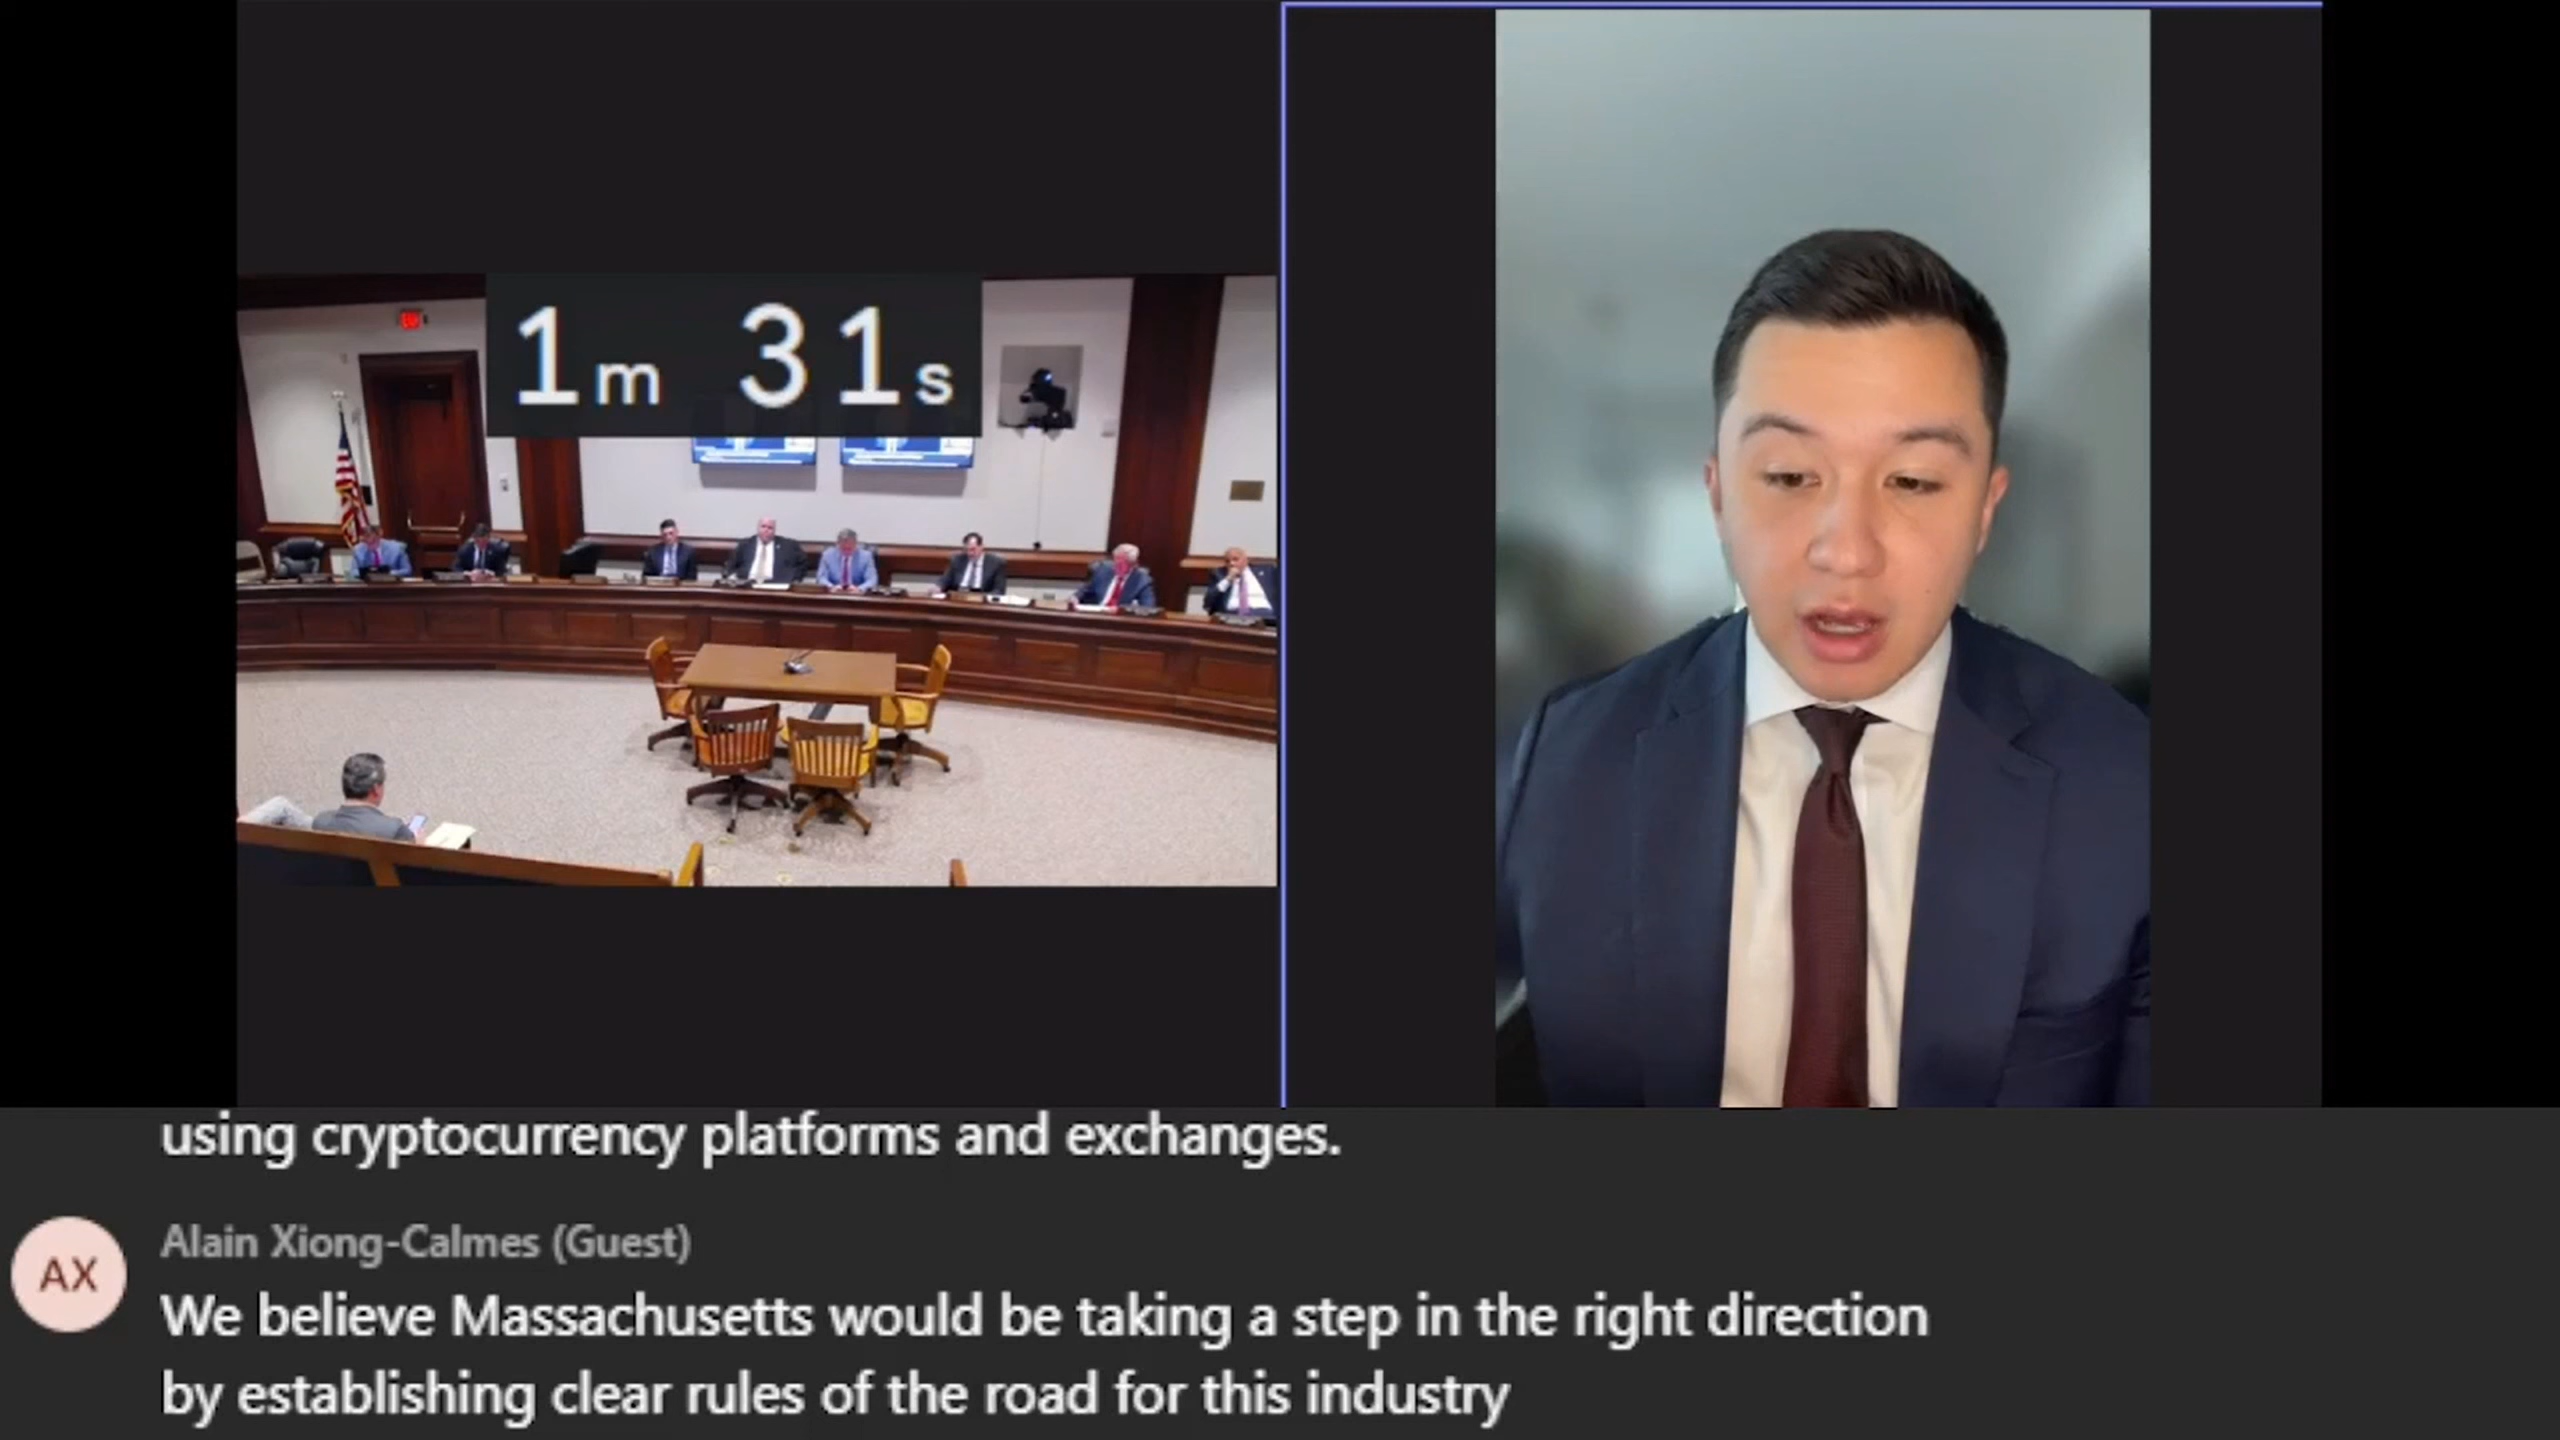 1m 31s
using cryptocurrency platforms and exchanges.
AX
Alain Xiong-Calmes (Guest)
We believe Massachusetts would be taking a step in the right direction
by establishing clear rules of the road for this industry